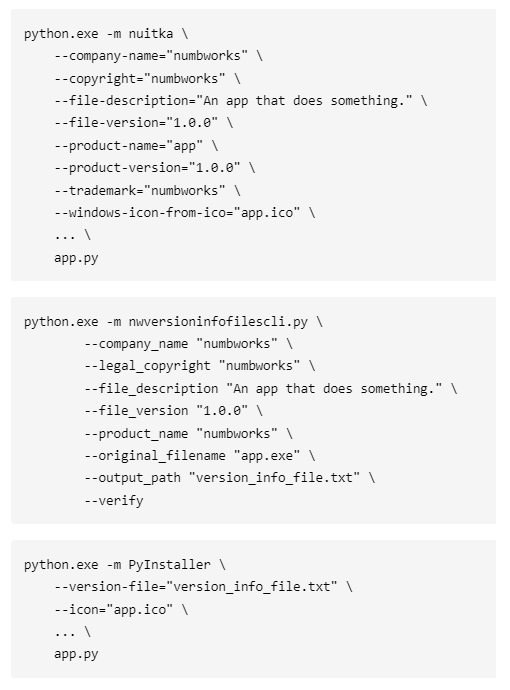 python.exe -m nuitka \
--company-name="numbworks" \
--copyright="numbworks" \
--file-description="An app that does something." \
--file-version="1.0.0" \
--product-name="app" \
--product-version="1.0.0" \
--trademark="numbworks" \
--windows-icon-from-ico="app.ico" \
... \
app.py
python.exe -m nwversioninfofilescli.py \
--company_name "numbworks" \
--legal_copyright "numbworks" \
--file_description "An app that does something." \
--file_version "1.0.0" \
--product_name "numbworks" \
--original_filename "app.exe" \
--output_path "version_info_file.txt" \
--verify
python.exe -m PyInstaller \
--version-file="version_info_file.txt" \
--icon="app.ico" \
... \
app.py